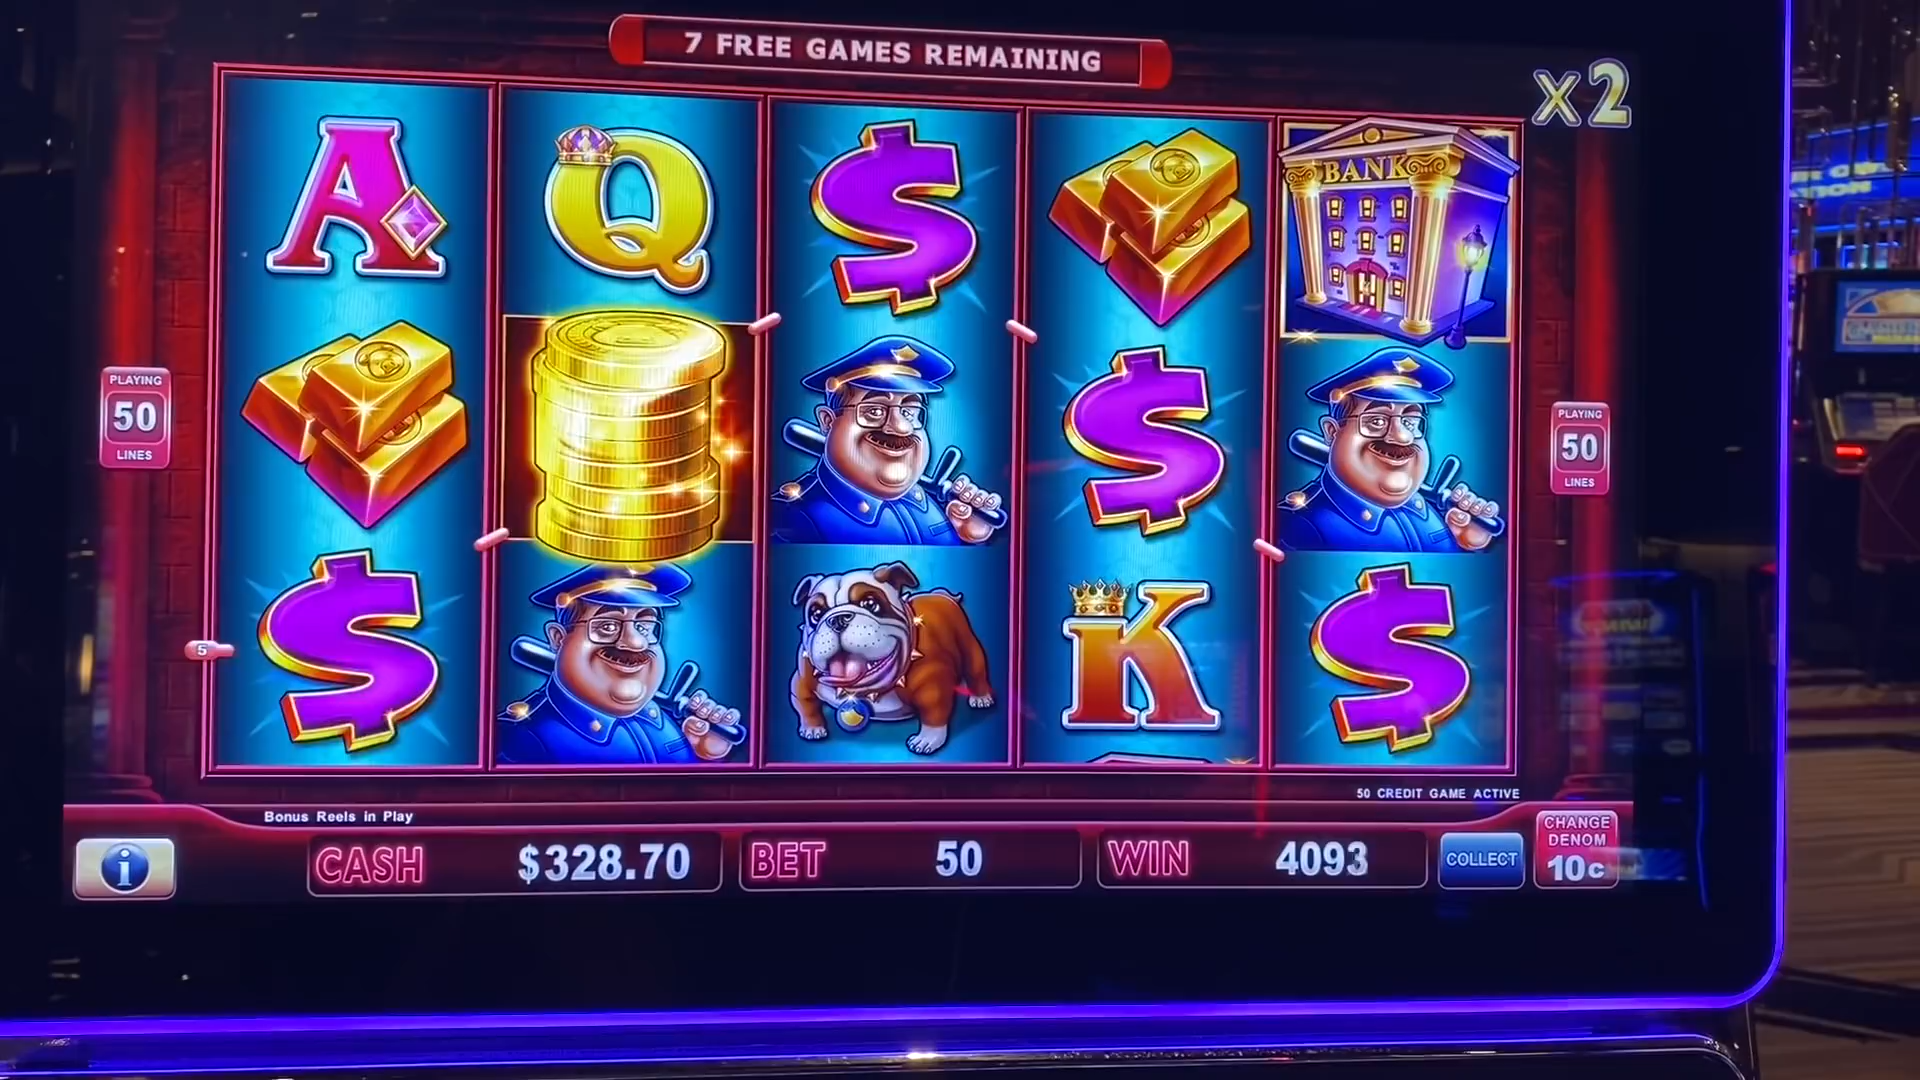 7 FREE GAMES REMAINING
x2
A
Q
$
BANK
PLAYING
50
LINES
$
PLAYING
50
LINES
5
$
K
$
50 CREDIT GAME ACTIVE
Bonus Reels in Play
i
CASH $328.70
BET 50
WIN 4093
COLLECT
CHANGE
DENOM
10c